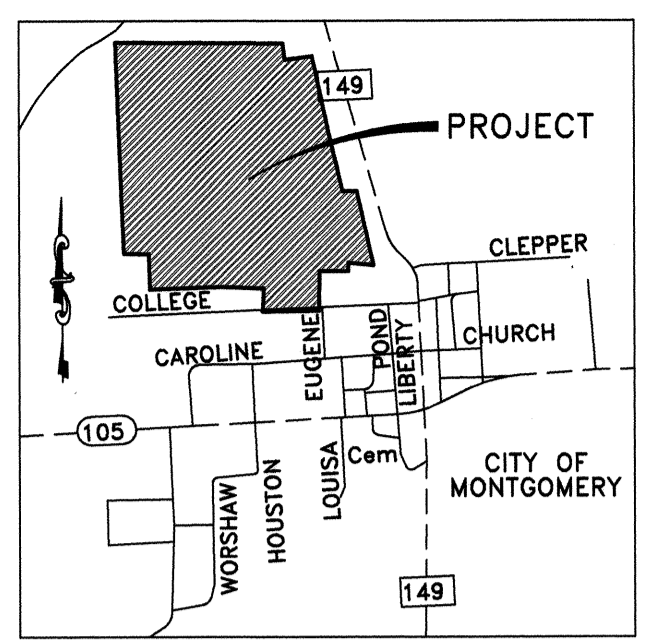 149
PROJECT
CLEPPER
COLLEGE
CHURCH
CAROLINE
EUGENE
POND
LIBERTY
105
LOUISA
Cem
CITY OF
MONTGOMERY
WORSHAW
HOUSTON
149